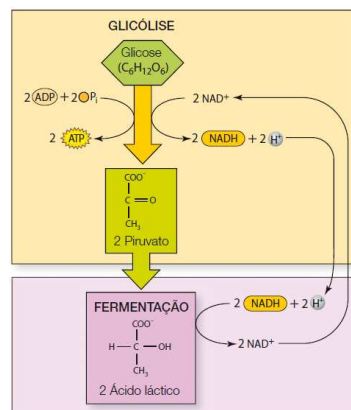 GLICÓLISE
Glicose
(C₆H₁₂O₆)
2 ADP + 2 Pi
2 NAD⁺
2 ATP
2 NADH + 2 H⁺
COO⁻
C = O
CH₃
2 Piruvato
FERMENTAÇÃO
COO⁻
H — C — OH
CH₃
2 Ácido láctico
2 NADH + 2 H⁺
2 NAD⁺